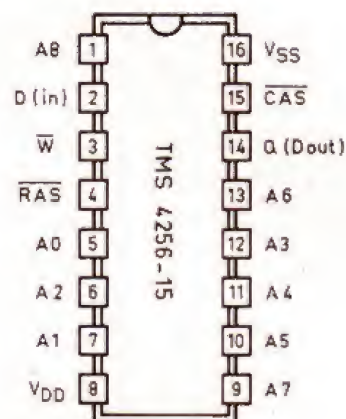 A8 1 16 VSS
D(in) 2 15 CAS
W 3 14 Q (Dout)
RAS 4 13 A6
A0 5 12 A3
A2 6 11 A4
A1 7 10 A5
VDD 8 9 A7
TMS 4256-15